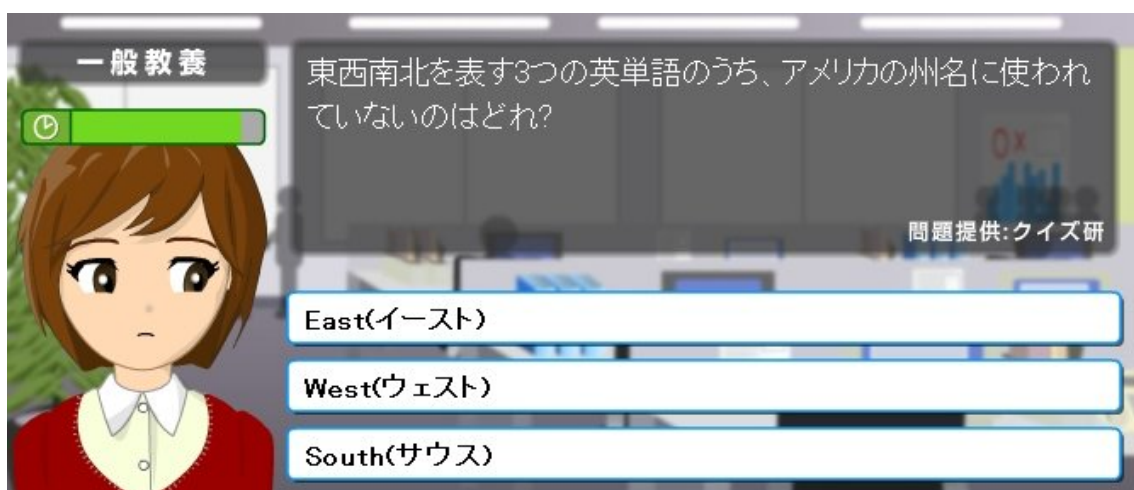 一般教養
東西南北を表す3つの英単語のうち、アメリカの州名に使われ
ていないのはどれ?
問題提供:クイズ研
East(イースト)
West(ウェスト)
South(サウス)